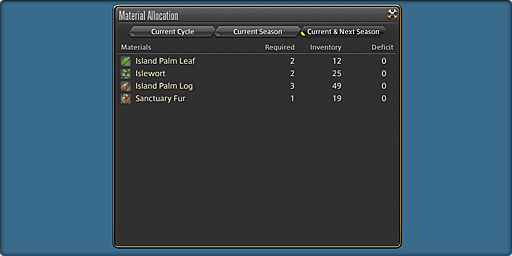 Material Allocation
Current Cycle Current Season Current & Next Season
Materials Required Inventory Deficit
Island Palm Leaf 2 12 0
Islewort 2 25 0
Island Palm Log 3 49 0
Sanctuary Fur 1 19 0